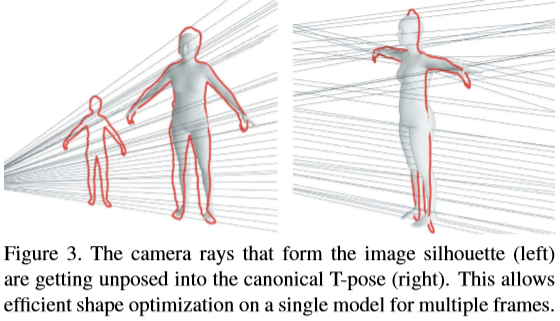 Figure 3. The camera rays that form the image silhouette (left)
are getting unposed into the canonical T-pose (right). This allows
efficient shape optimization on a single model for multiple frames.